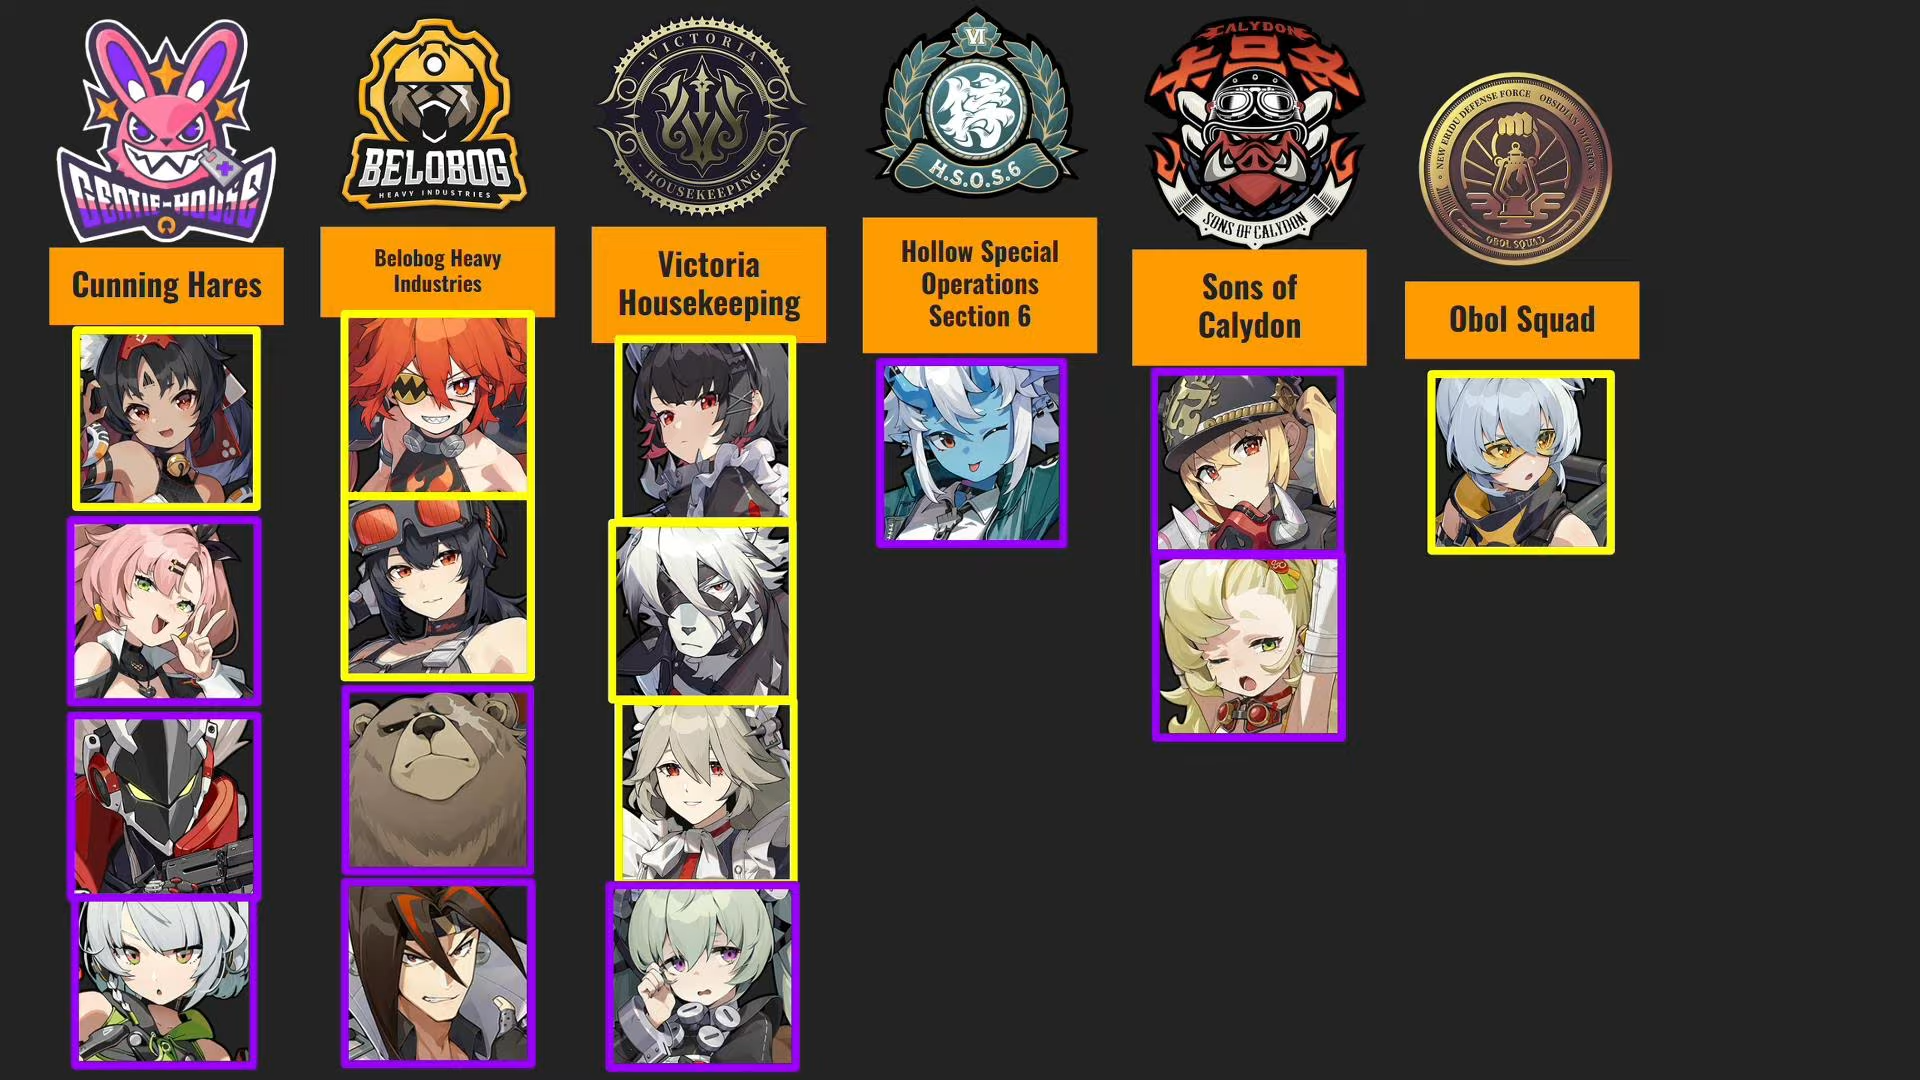 GENTLE-HOUSE
Cunning Hares
BELOBOG
HEAVY INDUSTRIES
Belobog Heavy
Industries
VICTORIA
HOUSEKEEPING
Victoria
Housekeeping
VI
H.S.O.S.6
Hollow Special
Operations
Section 6
CALYDON
SONS OF CALYDON
Sons of
Calydon
NEW ERIDU DEFENSE FORCE OBSIDIAN DIVISION
OBOL SQUAD
Obol Squad